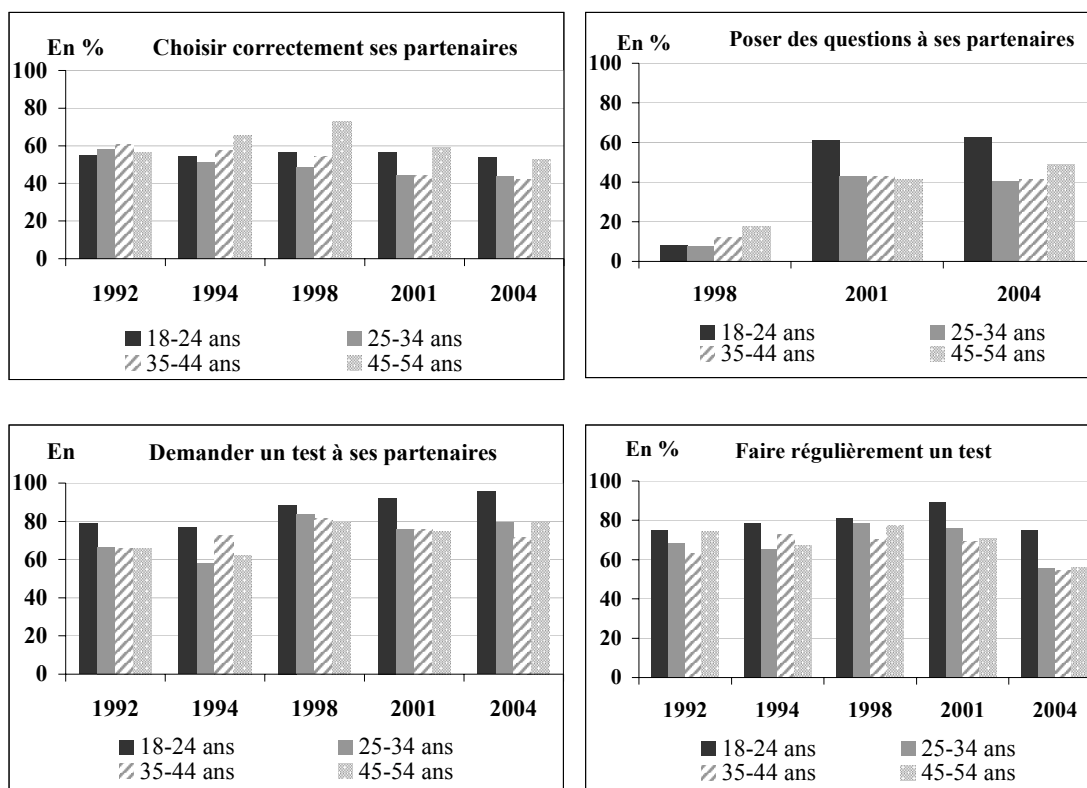 En % Choisir correctement ses partenaires
100
80
60
40
20
0
1992 1994 1998 2001 2004
18-24 ans 25-34 ans
35-44 ans 45-54 ans
En % Poser des questions à ses partenaires
100
80
60
40
20
0
1998 2001 2004
18-24 ans 25-34 ans
35-44 ans 45-54 ans
En Demander un test à ses partenaires
100
80
60
40
20
0
1992 1994 1998 2001 2004
18-24 ans 25-34 ans
35-44 ans 45-54 ans
En % Faire régulièrement un test
100
80
60
40
20
0
1992 1994 1998 2001 2004
18-24 ans 25-34 ans
35-44 ans 45-54 ans